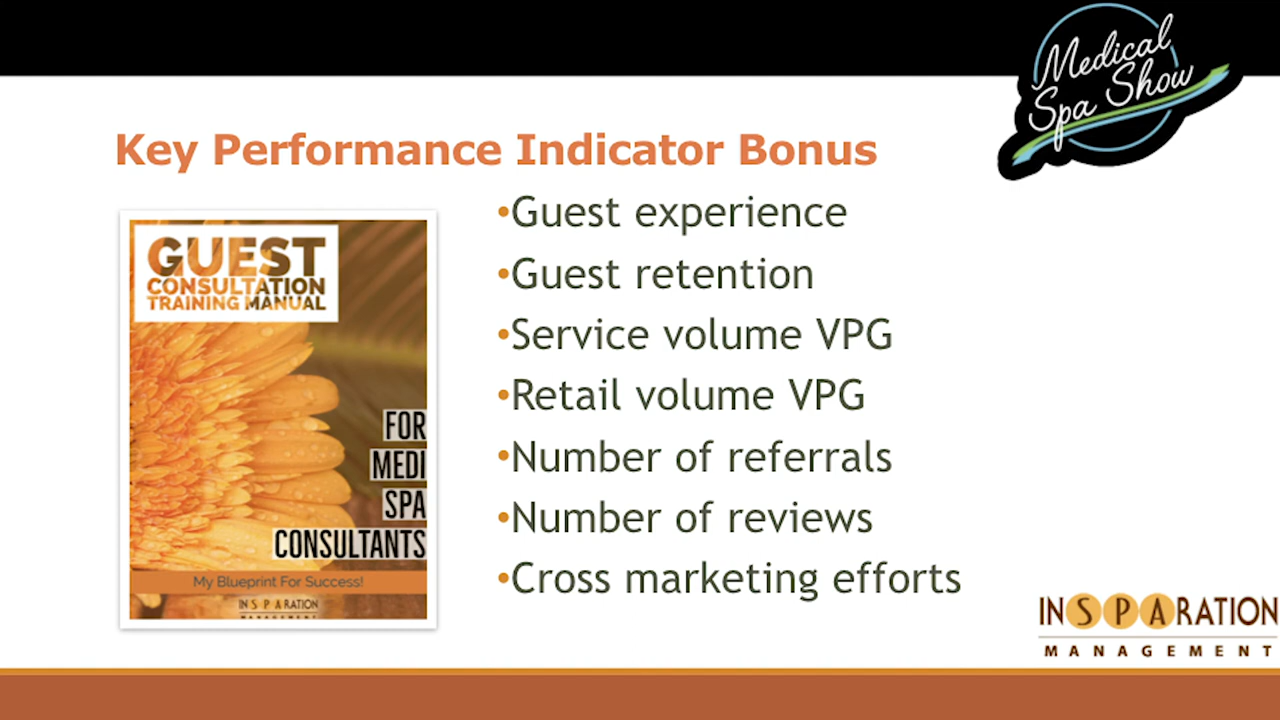 Medical
Spa Show
Key Performance Indicator Bonus
•Guest experience
•Guest retention
•Service volume VPG
•Retail volume VPG
•Number of referrals
•Number of reviews
•Cross marketing efforts
GUEST
CONSULTATION
TRAINING MANUAL
FOR
MEDI
SPA
CONSULTANTS
My Blueprint For Success!
INSPARATION
MANAGEMENT
INSPARATION
MANAGEMENT